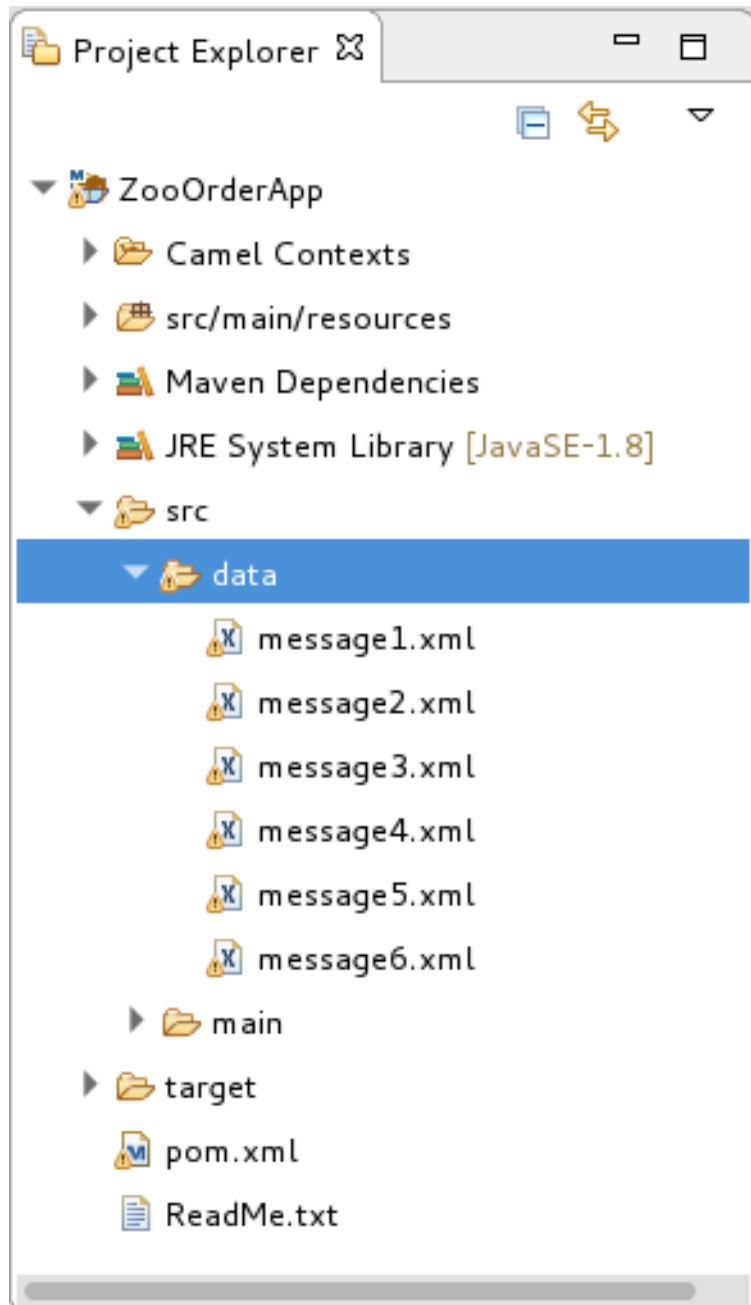 Project Explorer
ZooOrderApp
Camel Contexts
src/main/resources
Maven Dependencies
JRE System Library [JavaSE-1.8]
src
data
message1.xml
message2.xml
message3.xml
message4.xml
message5.xml
message6.xml
main
target
pom.xml
ReadMe.txt